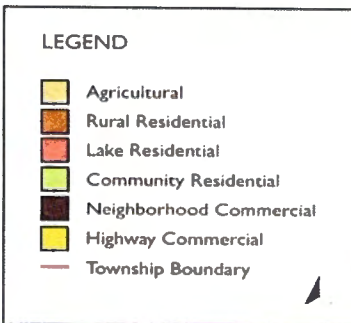 LEGEND
Agricultural
Rural Residential
Lake Residential
Community Residential
Neighborhood Commercial
Highway Commercial
Township Boundary